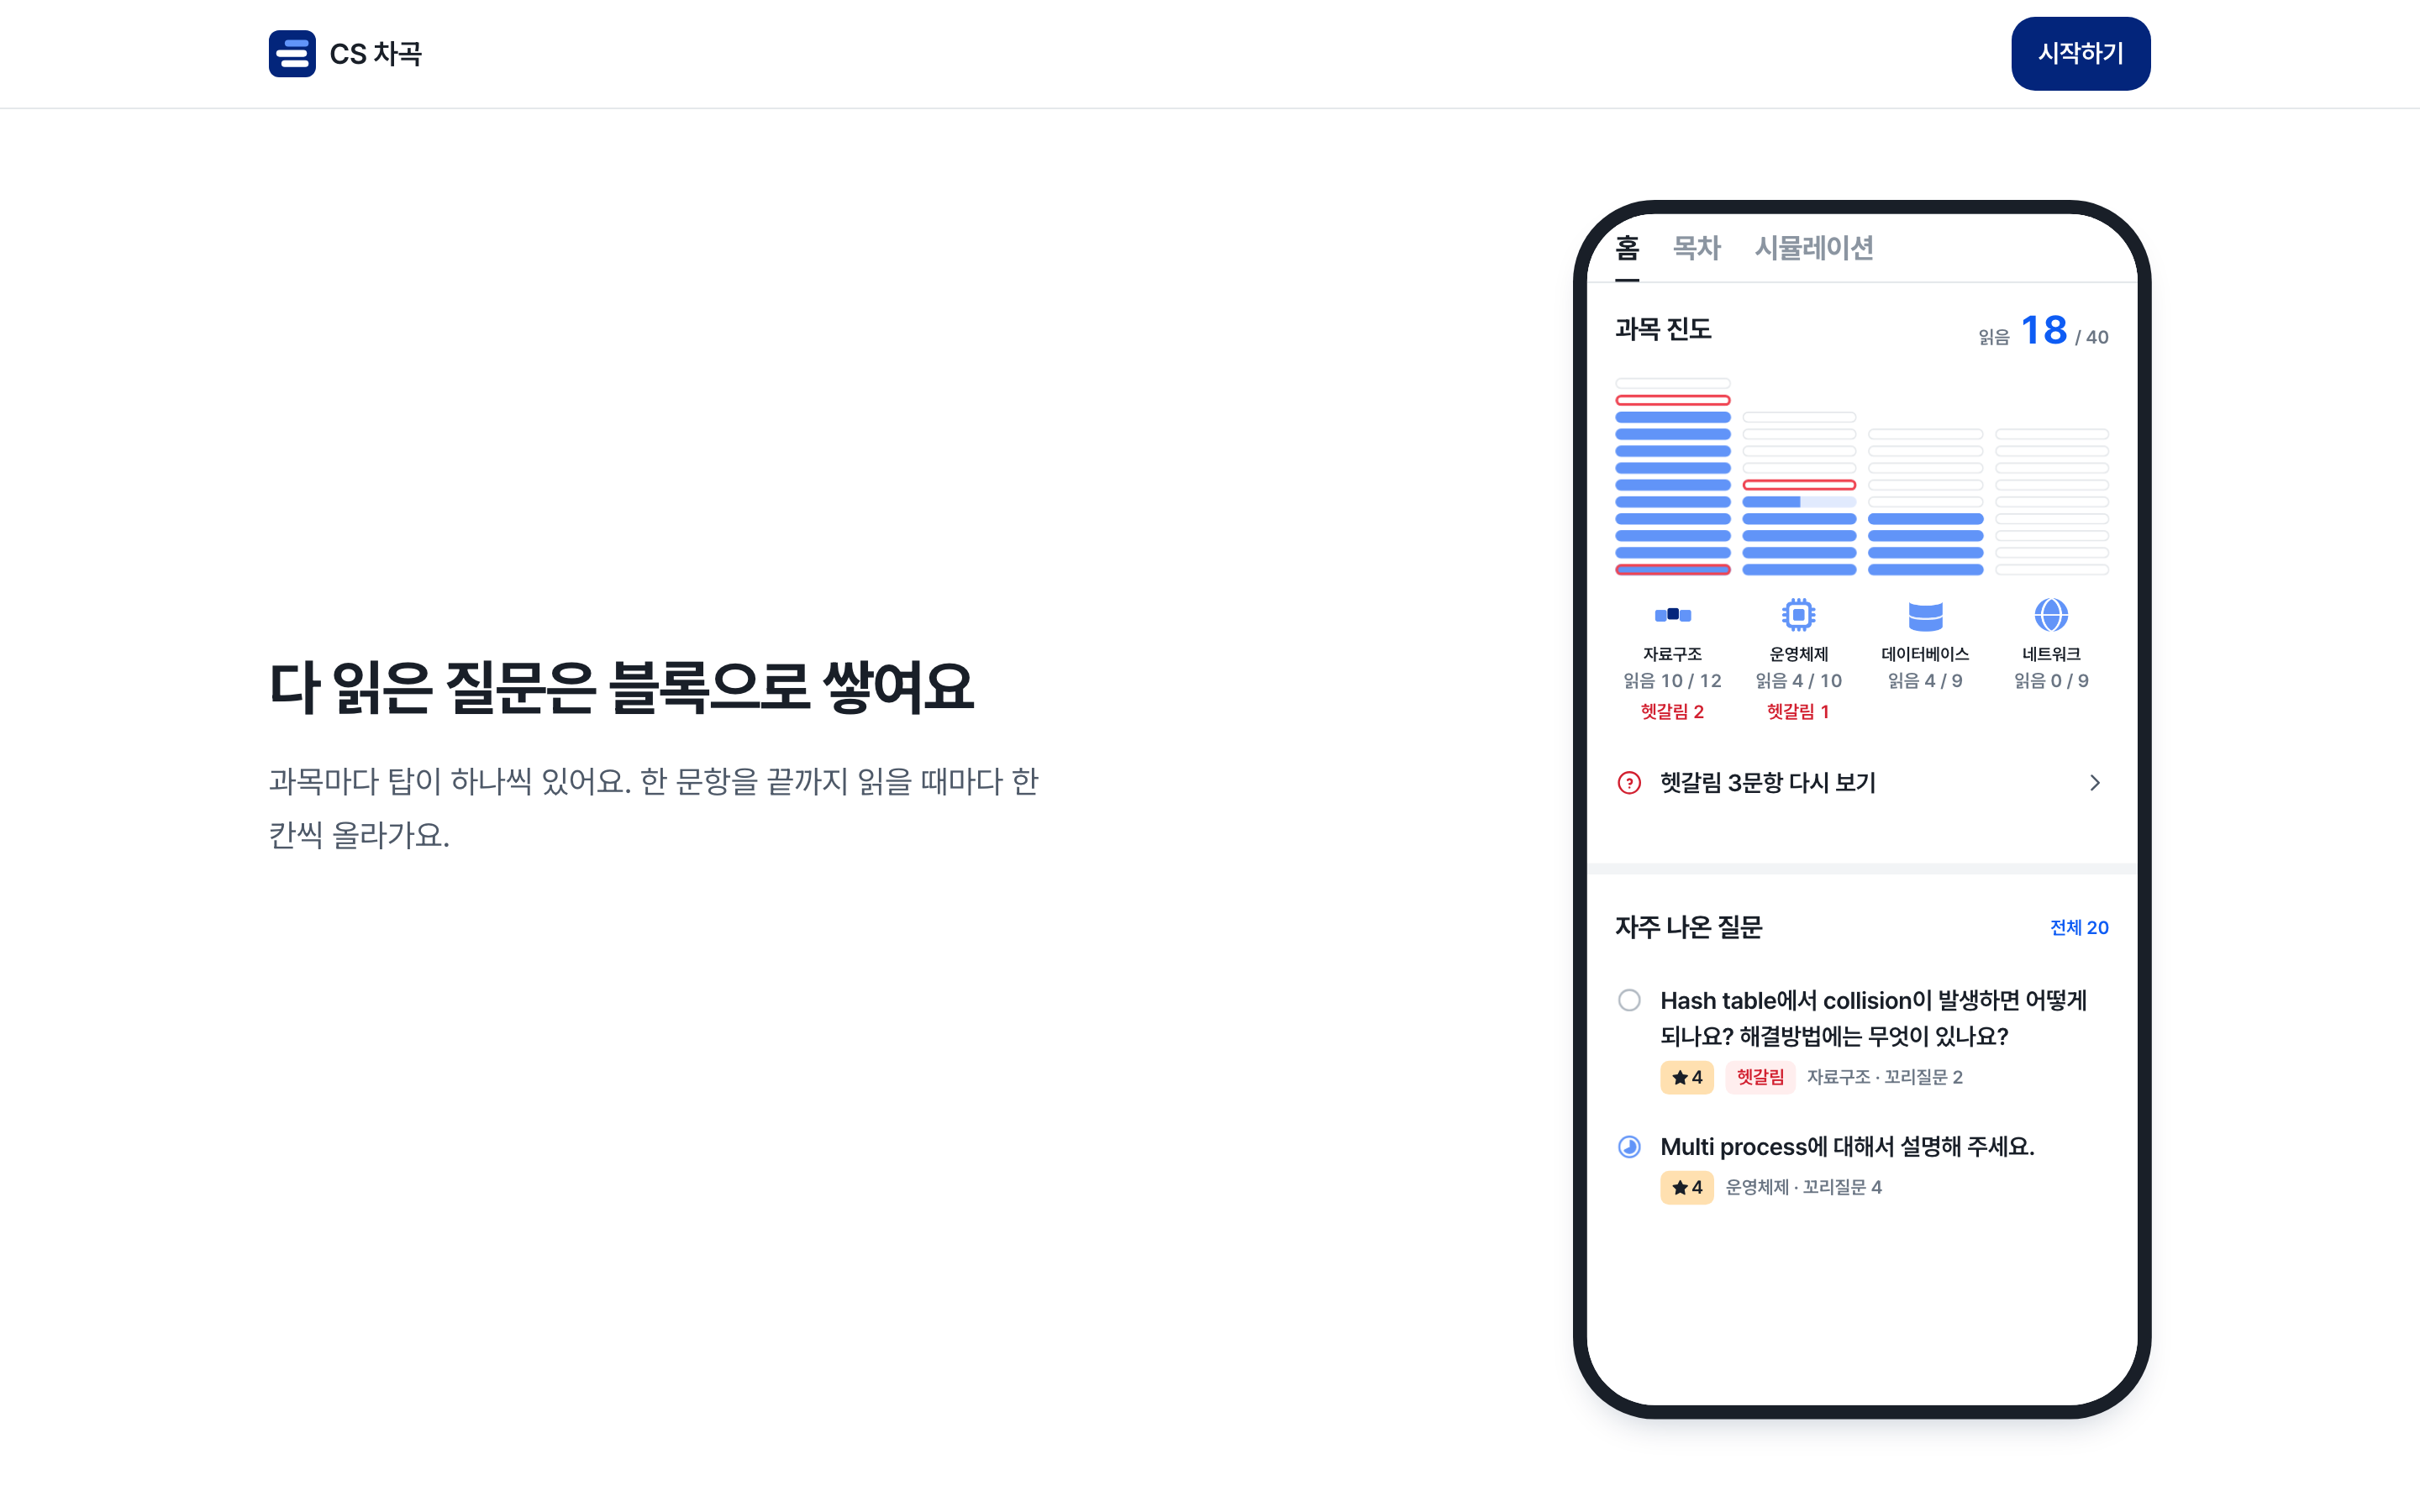 CS 차곡
시작하기
다 읽은 질문은 블록으로 쌓여요
과목마다 탑이 하나씩 있어요. 한 문항을 끝까지 읽을 때마다 한
칸씩 올라가요.
홈 목차 시뮬레이션
과목 진도
읽음 18 / 40
자료구조
읽음 10 / 12
헷갈림 2
운영체제
읽음 4 / 10
헷갈림 1
데이터베이스
읽음 4 / 9
네트워크
읽음 0 / 9
헷갈림 3문항 다시 보기
자주 나온 질문
전체 20
Hash table에서 collision이 발생하면 어떻게
되나요? 해결방법에는 무엇이 있나요?
★4 헷갈림 자료구조 · 꼬리질문 2
Multi process에 대해서 설명해 주세요.
★4 운영체제 · 꼬리질문 4